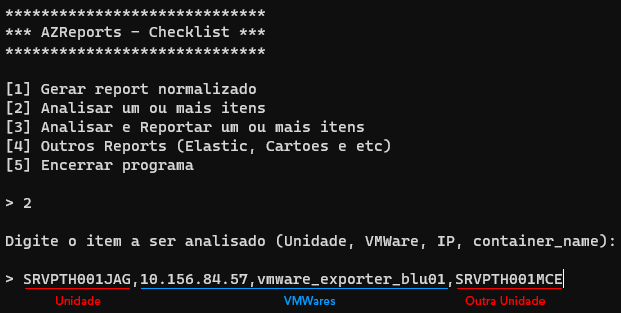 *****************************
*** AZReports - Checklist ***
*****************************
[1] Gerar report normalizado
[2] Analisar um ou mais itens
[3] Analisar e Reportar um ou mais itens
[4] Outros Reports (Elastic, Cartoes e etc)
[5] Encerrar programa
> 2
Digite o item a ser analisado (Unidade, VMWare, IP, container_name):
> SRVPTH001JAG,10.156.84.57,vmware_exporter_blu01,SRVPTH001MCE
Unidade VMWares Outra Unidade